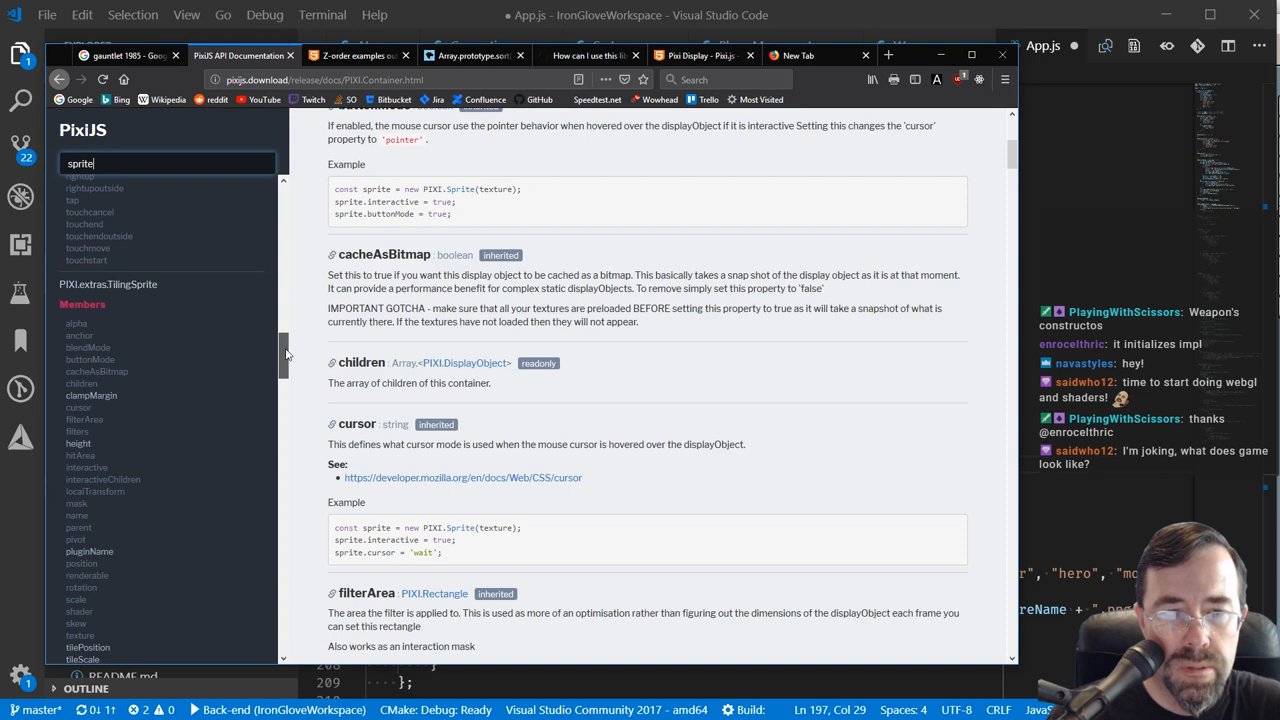 File Edit Selection View Go Debug Terminal Help ● App.js ● IronGloveWorkspace - Visual Studio Code
gauntlet 1985 - Goog PixiJS API Documentation Z-order examples out Array.prototype.sort( How can I use this lib Pixi Display - Pixi.js - New Tab App.js
pixijs.download/release/docs/PIXI.Container.html Search
Google Bing Wikipedia reddit YouTube Twitch SO Bitbucket Jira Confluence GitHub Speedtest.net Wowhead Trello Most Visited
PixiJS
sprite
rightup
rightupoutside
tap
touchcancel
touchend
touchendoutside
touchmove
touchstart
PIXI.extras.TilingSprite
Members
alpha
anchor
blendMode
buttonMode
cacheAsBitmap
children
clampMargin
cursor
filterArea
filters
height
hitArea
interactive
interactiveChildren
localTransform
mask
name
parent
pivot
pluginName
position
renderable
rotation
scale
shader
skew
texture
tilePosition
tileScale
If enabled, the mouse cursor use the pointer behavior when hovered over the displayObject if it is interactive Setting this changes the 'cursor'
property to 'pointer' .
Example
const sprite = new PIXI.Sprite(texture);
sprite.interactive = true;
sprite.buttonMode = true;
cacheAsBitmap : boolean inherited
Set this to true if you want this display object to be cached as a bitmap. This basically takes a snap shot of the display object as it is at that moment.
It can provide a performance benefit for complex static displayObjects. To remove simply set this property to 'false'
IMPORTANT GOTCHA - make sure that all your textures are preloaded BEFORE setting this property to true as it will take a snapshot of what is
currently there. If the textures have not loaded then they will not appear.
children : Array.<PIXI.DisplayObject> readonly
The array of children of this container.
cursor : string inherited
This defines what cursor mode is used when the mouse cursor is hovered over the displayObject.
See:
• https://developer.mozilla.org/en/docs/Web/CSS/cursor
Example
const sprite = new PIXI.Sprite(texture);
sprite.interactive = true;
sprite.cursor = 'wait';
filterArea : PIXI.Rectangle inherited
The area the filter is applied to. This is used as more of an optimisation rather than figuring out the dimensions of the displayObject each frame you
can set this rectangle
Also works as an interaction mask
PlayingWithScissors: Weapon's
constructos
enrocelthric: it initializes impl
navastyles: hey!
saidwho12: time to start doing webgl
and shaders!
PlayingWithScissors: thanks
@enrocelthric
saidwho12: I'm joking, what does game
look like?
r", "hero", "mo
reName + ".png
22
1
1
README.md
OUTLINE
208
209 };
master* 0↓ 1↑ 2 0 Back-end (IronGloveWorkspace) CMake: Debug: Ready Visual Studio Community 2017 - amd64 Build: Ln 197, Col 29 Spaces: 4 UTF-8 CRLF JavaS